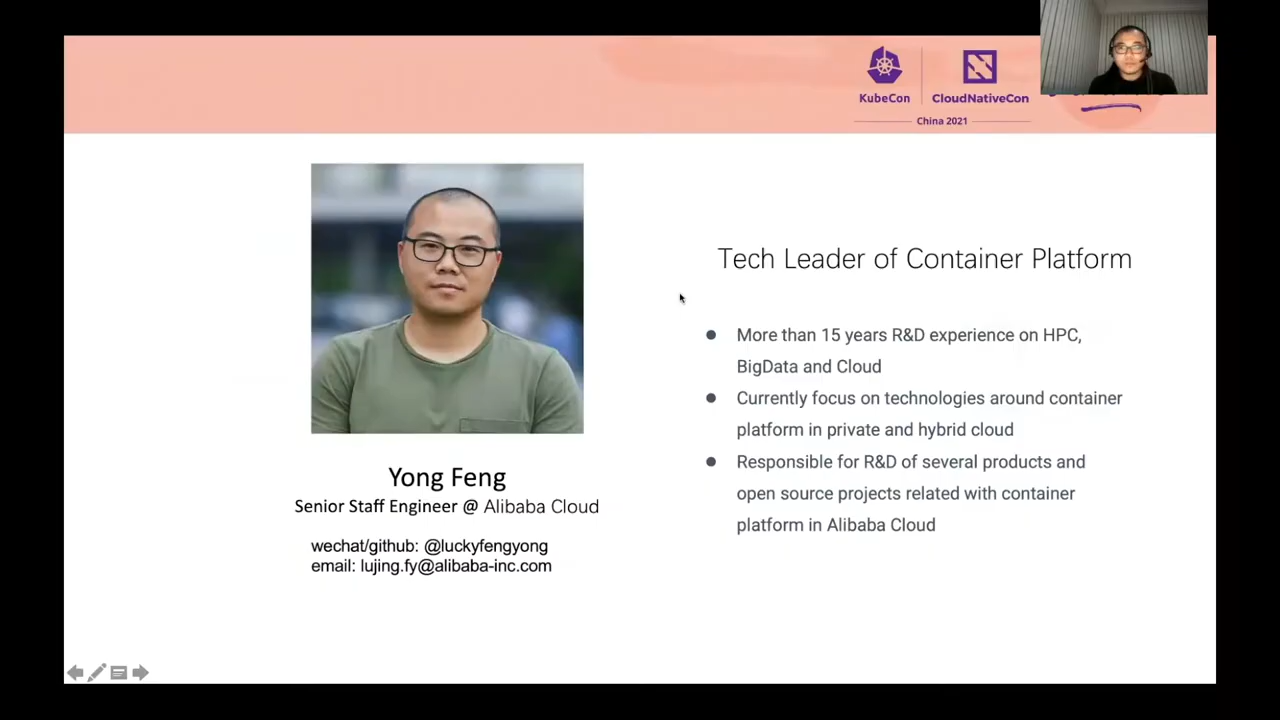 KubeCon
CloudNativeCon
China 2021
Tech Leader of Container Platform
More than 15 years R&D experience on HPC,
BigData and Cloud
Currently focus on technologies around container
platform in private and hybrid cloud
Responsible for R&D of several products and
open source projects related with container
platform in Alibaba Cloud
Yong Feng
Senior Staff Engineer @ Alibaba Cloud
wechat/github: @luckyfengyong
email: lujing.fy@alibaba-inc.com